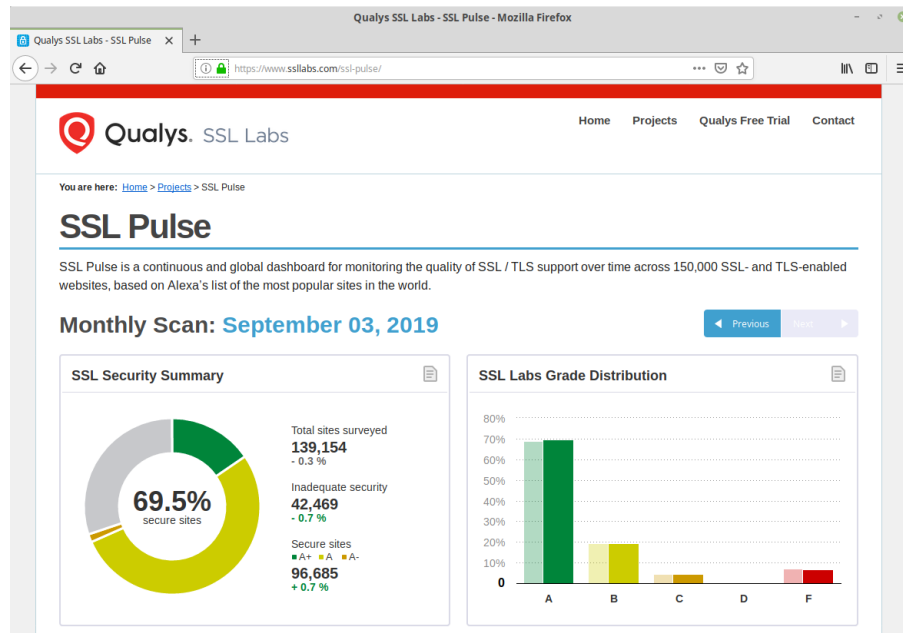 Qualys SSL Labs - SSL Pulse - Mozilla Firefox
Qualys SSL Labs - SSL Pulse
https://www.ssllabs.com/ssl-pulse/
Qualys. SSL Labs
Home Projects Qualys Free Trial Contact
You are here: Home > Projects > SSL Pulse
SSL Pulse
SSL Pulse is a continuous and global dashboard for monitoring the quality of SSL / TLS support over time across 150,000 SSL- and TLS-enabled
websites, based on Alexa's list of the most popular sites in the world.
Monthly Scan: September 03, 2019
Previous Next
SSL Security Summary
69.5%
secure sites
Total sites surveyed
139,154
- 0.3 %
Inadequate security
42,469
- 0.7 %
Secure sites
A+ A A-
96,685
+ 0.7 %
SSL Labs Grade Distribution
80%
70%
60%
50%
40%
30%
20%
10%
0
A B C D F